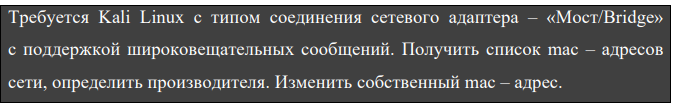 Требуется Kali Linux с типом соединения сетевого адаптера – «Мост/Bridge»
с поддержкой широковещательных сообщений. Получить список mac – адресов
сети, определить производителя. Изменить собственный mac – адрес.